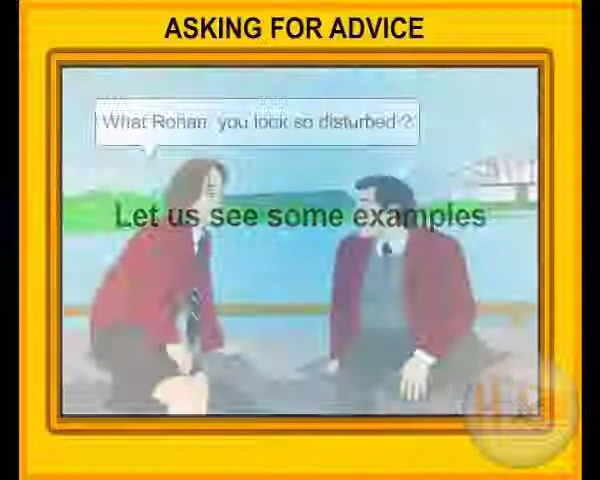 ASKING FOR ADVICE
What Rohan you look so disturbed ?
Let us see some examples